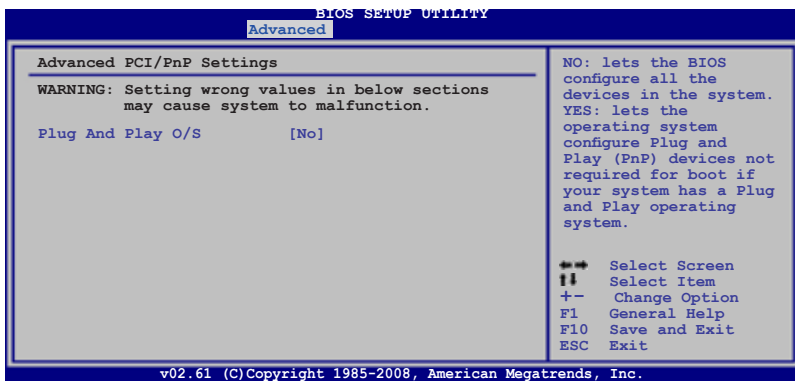 BIOS SETUP UTILITY
Advanced
Advanced PCI/PnP Settings
WARNING: Setting wrong values in below sections
may cause system to malfunction.
Plug And Play O/S [No]
NO: lets the BIOS
configure all the
devices in the system.
YES: lets the
operating system
configure Plug and
Play (PnP) devices not
required for boot if
your system has a Plug
and Play operating
system.
←→ Select Screen
↑↓ Select Item
+- Change Option
F1 General Help
F10 Save and Exit
ESC Exit
v02.61 (C)Copyright 1985-2008, American Megatrends, Inc.